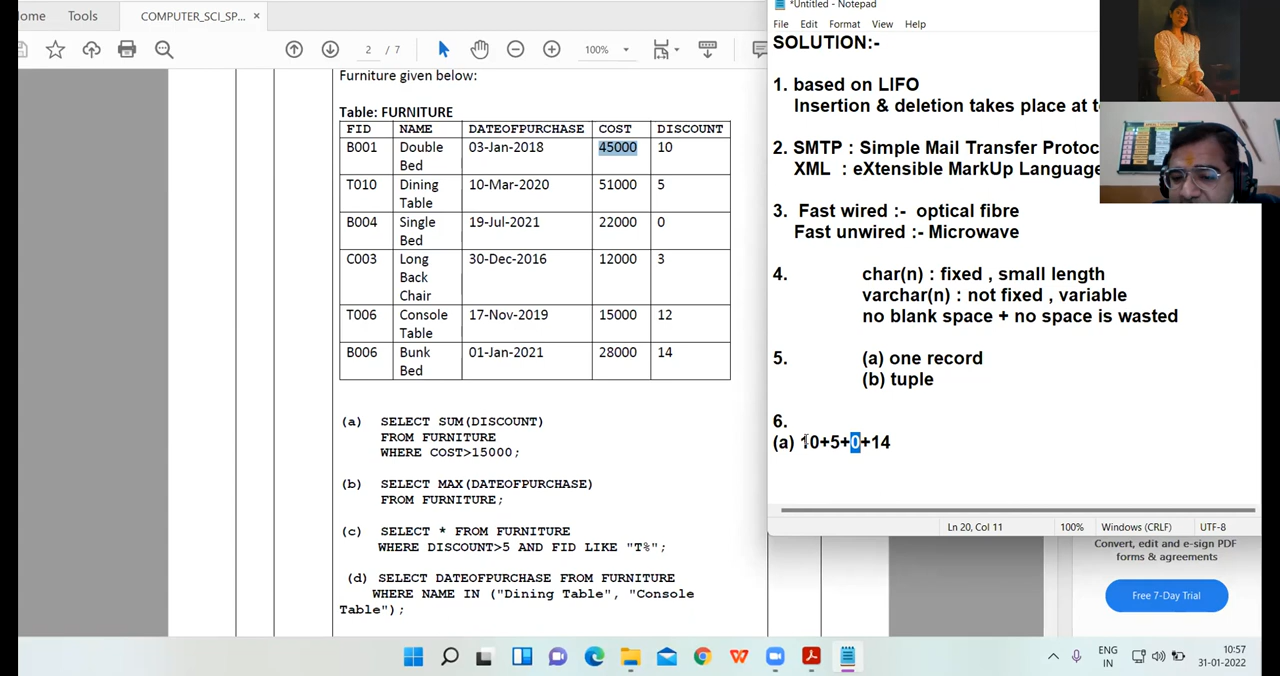 ome
Tools
COMPUTER_SCI_SP... ×
2 / 7
100%
Furniture given below:
Table: FURNITURE
FID NAME DATEOFPURCHASE COST DISCOUNT
B001 Double Bed 03-Jan-2018 45000 10
T010 Dining Table 10-Mar-2020 51000 5
B004 Single Bed 19-Jul-2021 22000 0
C003 Long Back Chair 30-Dec-2016 12000 3
T006 Console Table 17-Nov-2019 15000 12
B006 Bunk Bed 01-Jan-2021 28000 14
(a) SELECT SUM(DISCOUNT)
FROM FURNITURE
WHERE COST>15000;
(b) SELECT MAX(DATEOFPURCHASE)
FROM FURNITURE;
(c) SELECT * FROM FURNITURE
WHERE DISCOUNT>5 AND FID LIKE "T%";
(d) SELECT DATEOFPURCHASE FROM FURNITURE
WHERE NAME IN ("Dining Table", "Console
Table");
*Untitled - Notepad
File Edit Format View Help
SOLUTION:-
1. based on LIFO
Insertion & deletion takes place at t
2. SMTP : Simple Mail Transfer Protoc
XML : eXtensible MarkUp Language
3. Fast wired :- optical fibre
Fast unwired :- Microwave
4. char(n) : fixed , small length
varchar(n) : not fixed , variable
no blank space + no space is wasted
5. (a) one record
(b) tuple
6.
(a) 10+5+0+14
Ln 20, Col 11 100% Windows (CRLF) UTF-8
Convert, edit and e-sign PDF
forms & agreements
Free 7-Day Trial
ENG
IN
10:57
31-01-2022